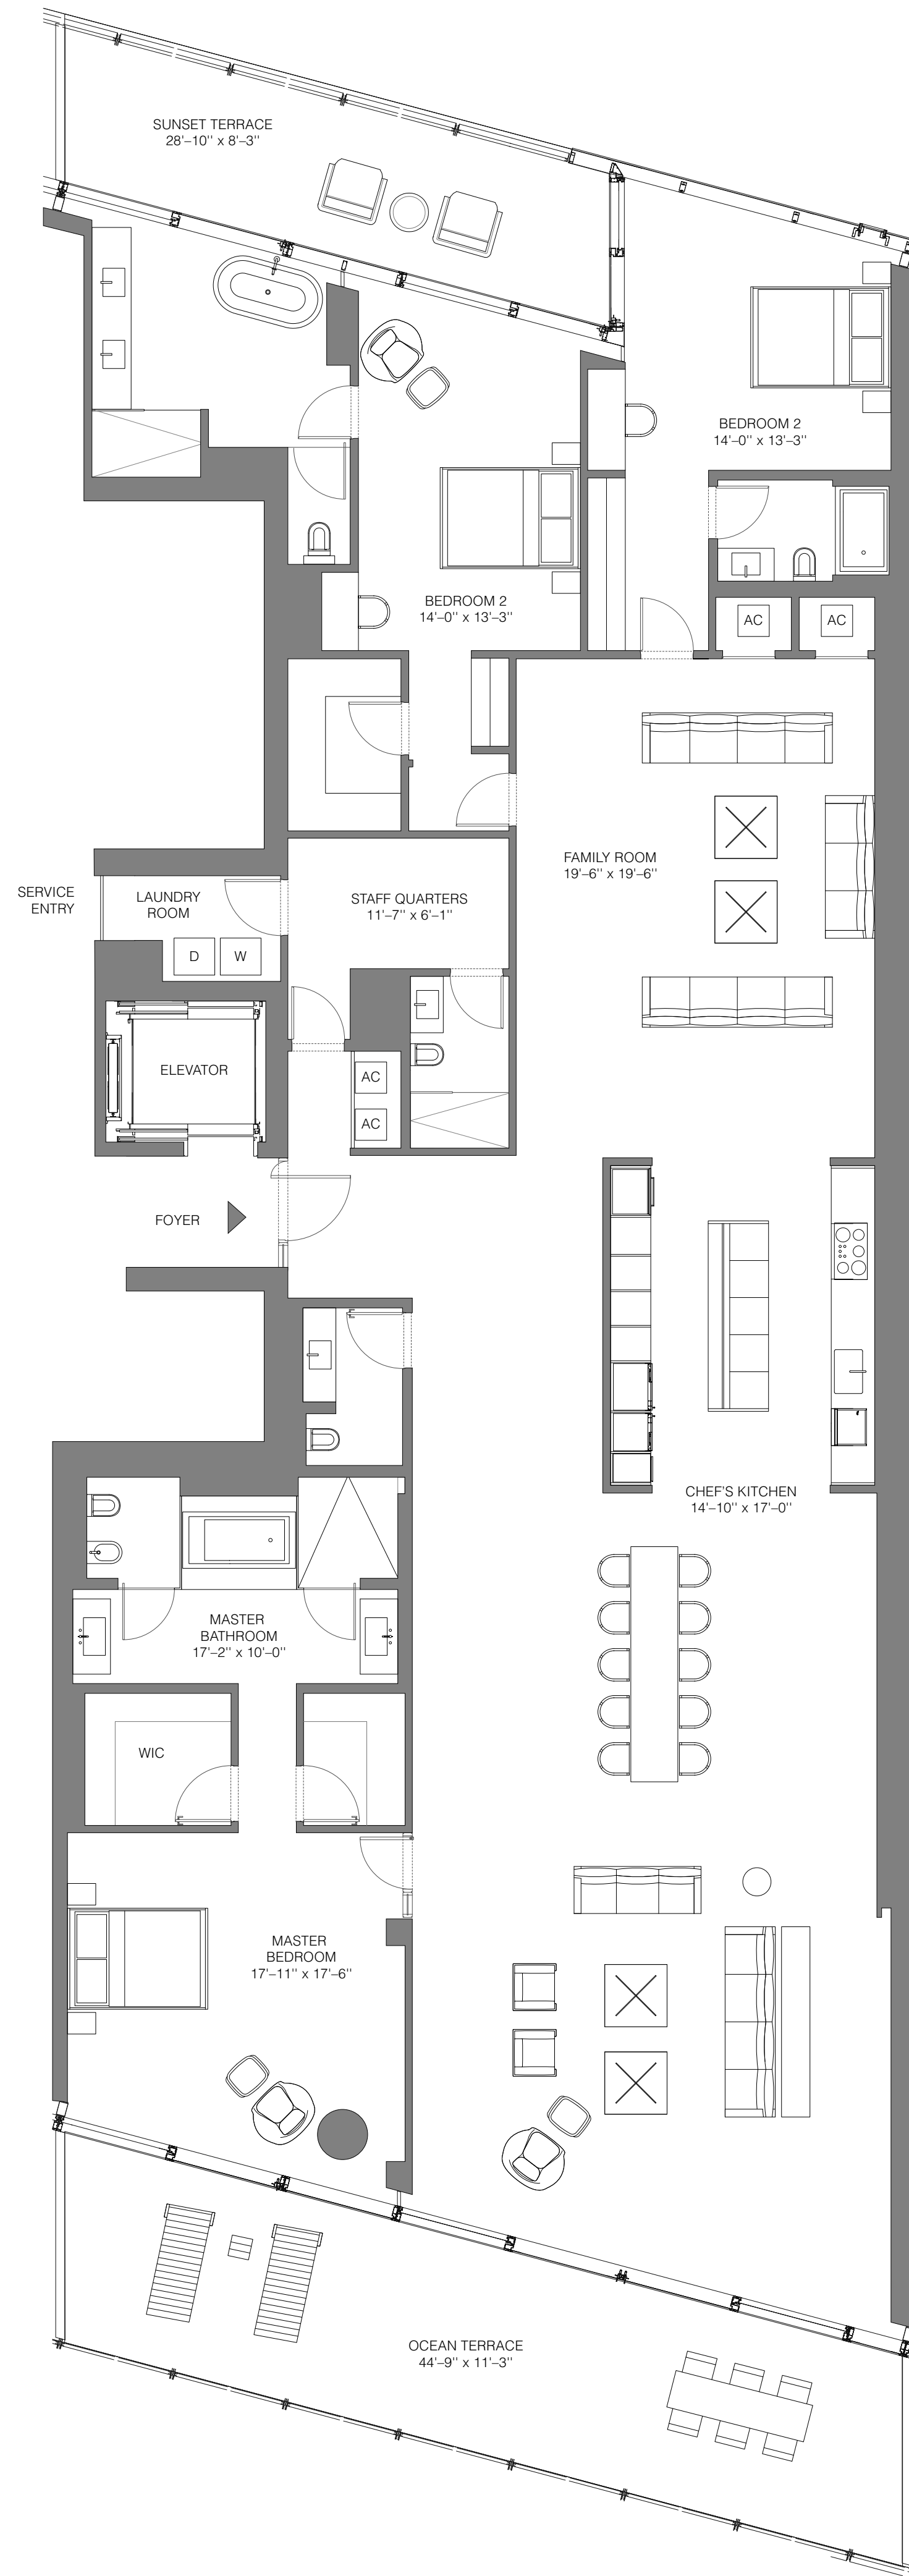 SUNSET TERRACE
28'–10'' x 8'–3''
BEDROOM 2
14'–0'' x 13'–3''
BEDROOM 2
14'–0'' x 13'–3''
AC
AC
FAMILY ROOM
19'–6'' x 19'–6''
SERVICE
ENTRY
LAUNDRY
ROOM
STAFF QUARTERS
11'–7'' x 6'–1''
D
W
ELEVATOR
AC
AC
FOYER
CHEF'S KITCHEN
14'–10'' x 17'–0''
MASTER
BATHROOM
17'–2'' x 10'–0''
WIC
MASTER
BEDROOM
17'–11'' x 17'–6''
OCEAN TERRACE
44'–9'' x 11'–3''